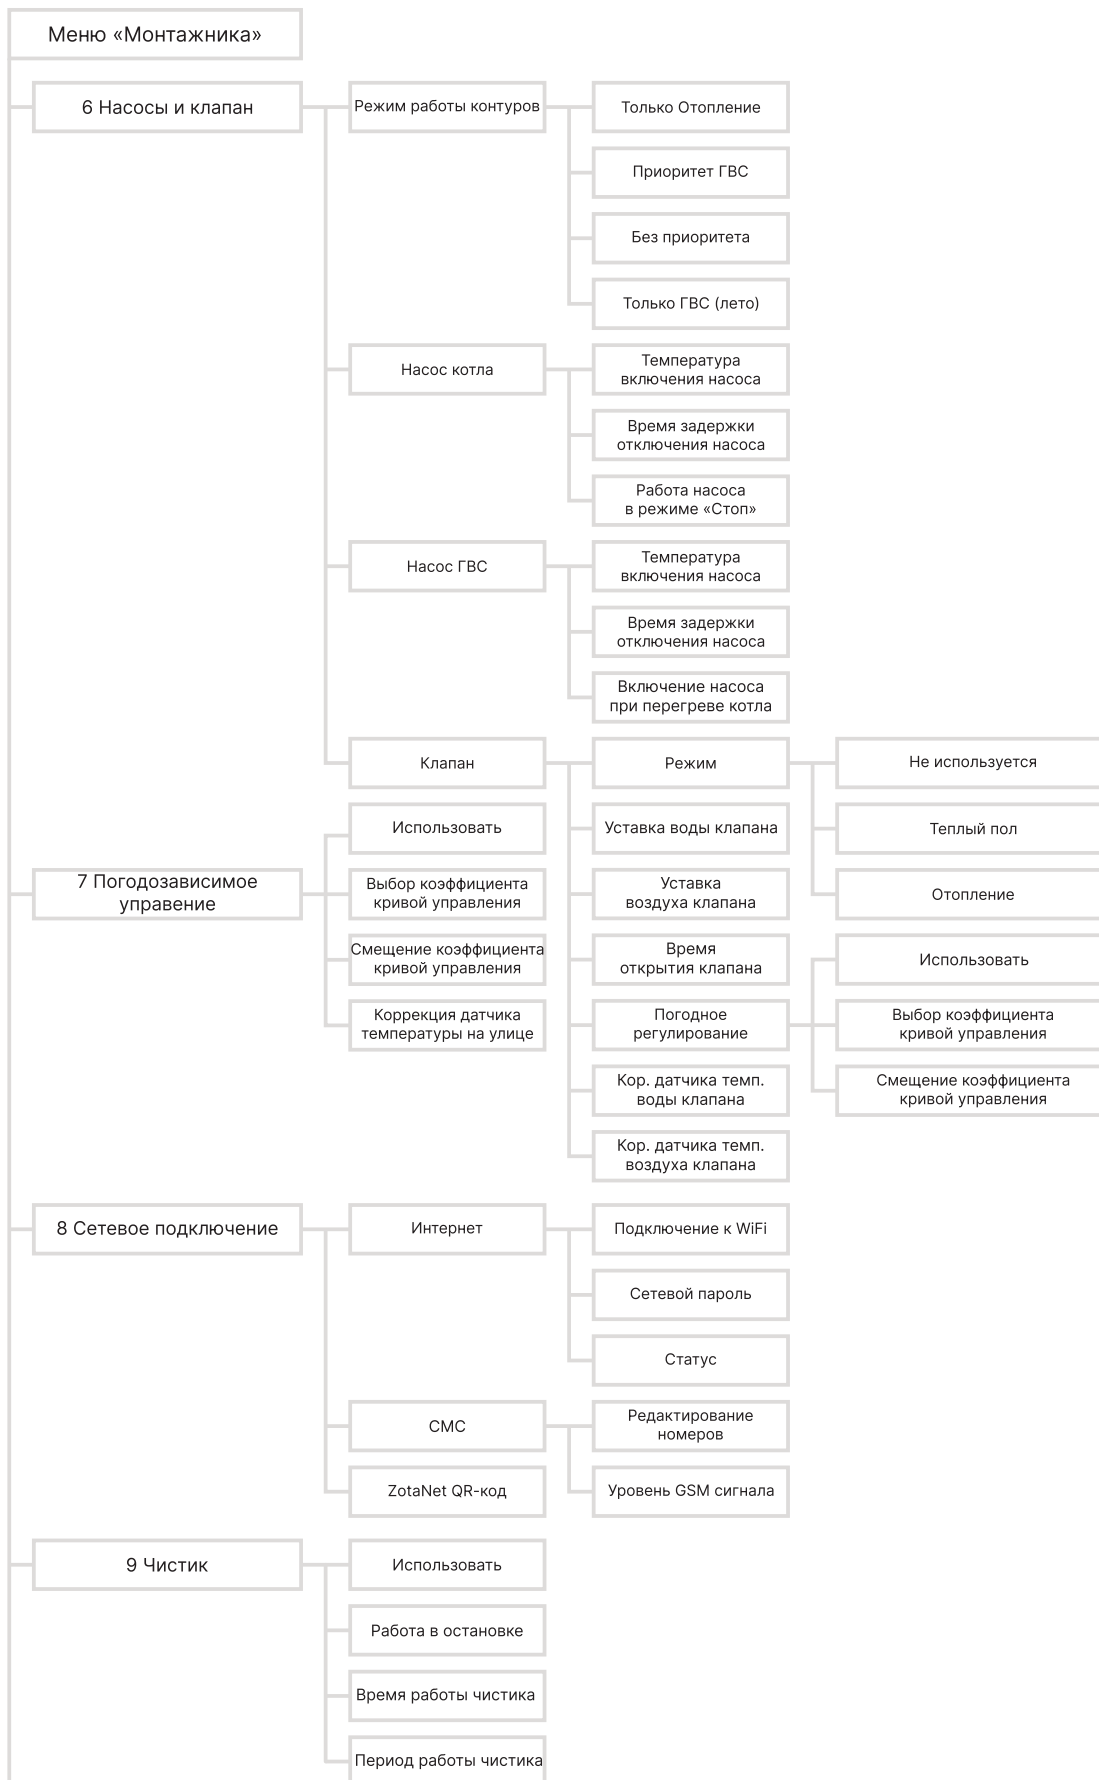 Меню «Монтажника»
6 Насосы и клапан
Режим работы контуров
Только Отопление
Приоритет ГВС
Без приоритета
Только ГВС (лето)
Насос котла
Температура
включения насоса
Время задержки
отключения насоса
Работа насоса
в режиме «Стоп»
Насос ГВС
Температура
включения насоса
Время задержки
отключения насоса
Включение насоса
при перегреве котла
Клапан
Режим
Не используется
Теплый пол
Отопление
Уставка воды клапана
Уставка
воздуха клапана
Время
открытия клапана
Погодное
регулирование
Использовать
Выбор коэффициента
кривой управления
Смещение коэффициента
кривой управления
Кор. датчика темп.
воды клапана
Кор. датчика темп.
воздуха клапана
7 Погодозависимое
управение
Использовать
Выбор коэффициента
кривой управления
Смещение коэффициента
кривой управления
Коррекция датчика
температуры на улице
8 Сетевое подключение
Интернет
Подключение к WiFi
Сетевой пароль
Статус
СМС
Редактирование
номеров
Уровень GSM сигнала
ZotaNet QR-код
9 Чистик
Использовать
Работа в остановке
Время работы чистика
Период работы чистика